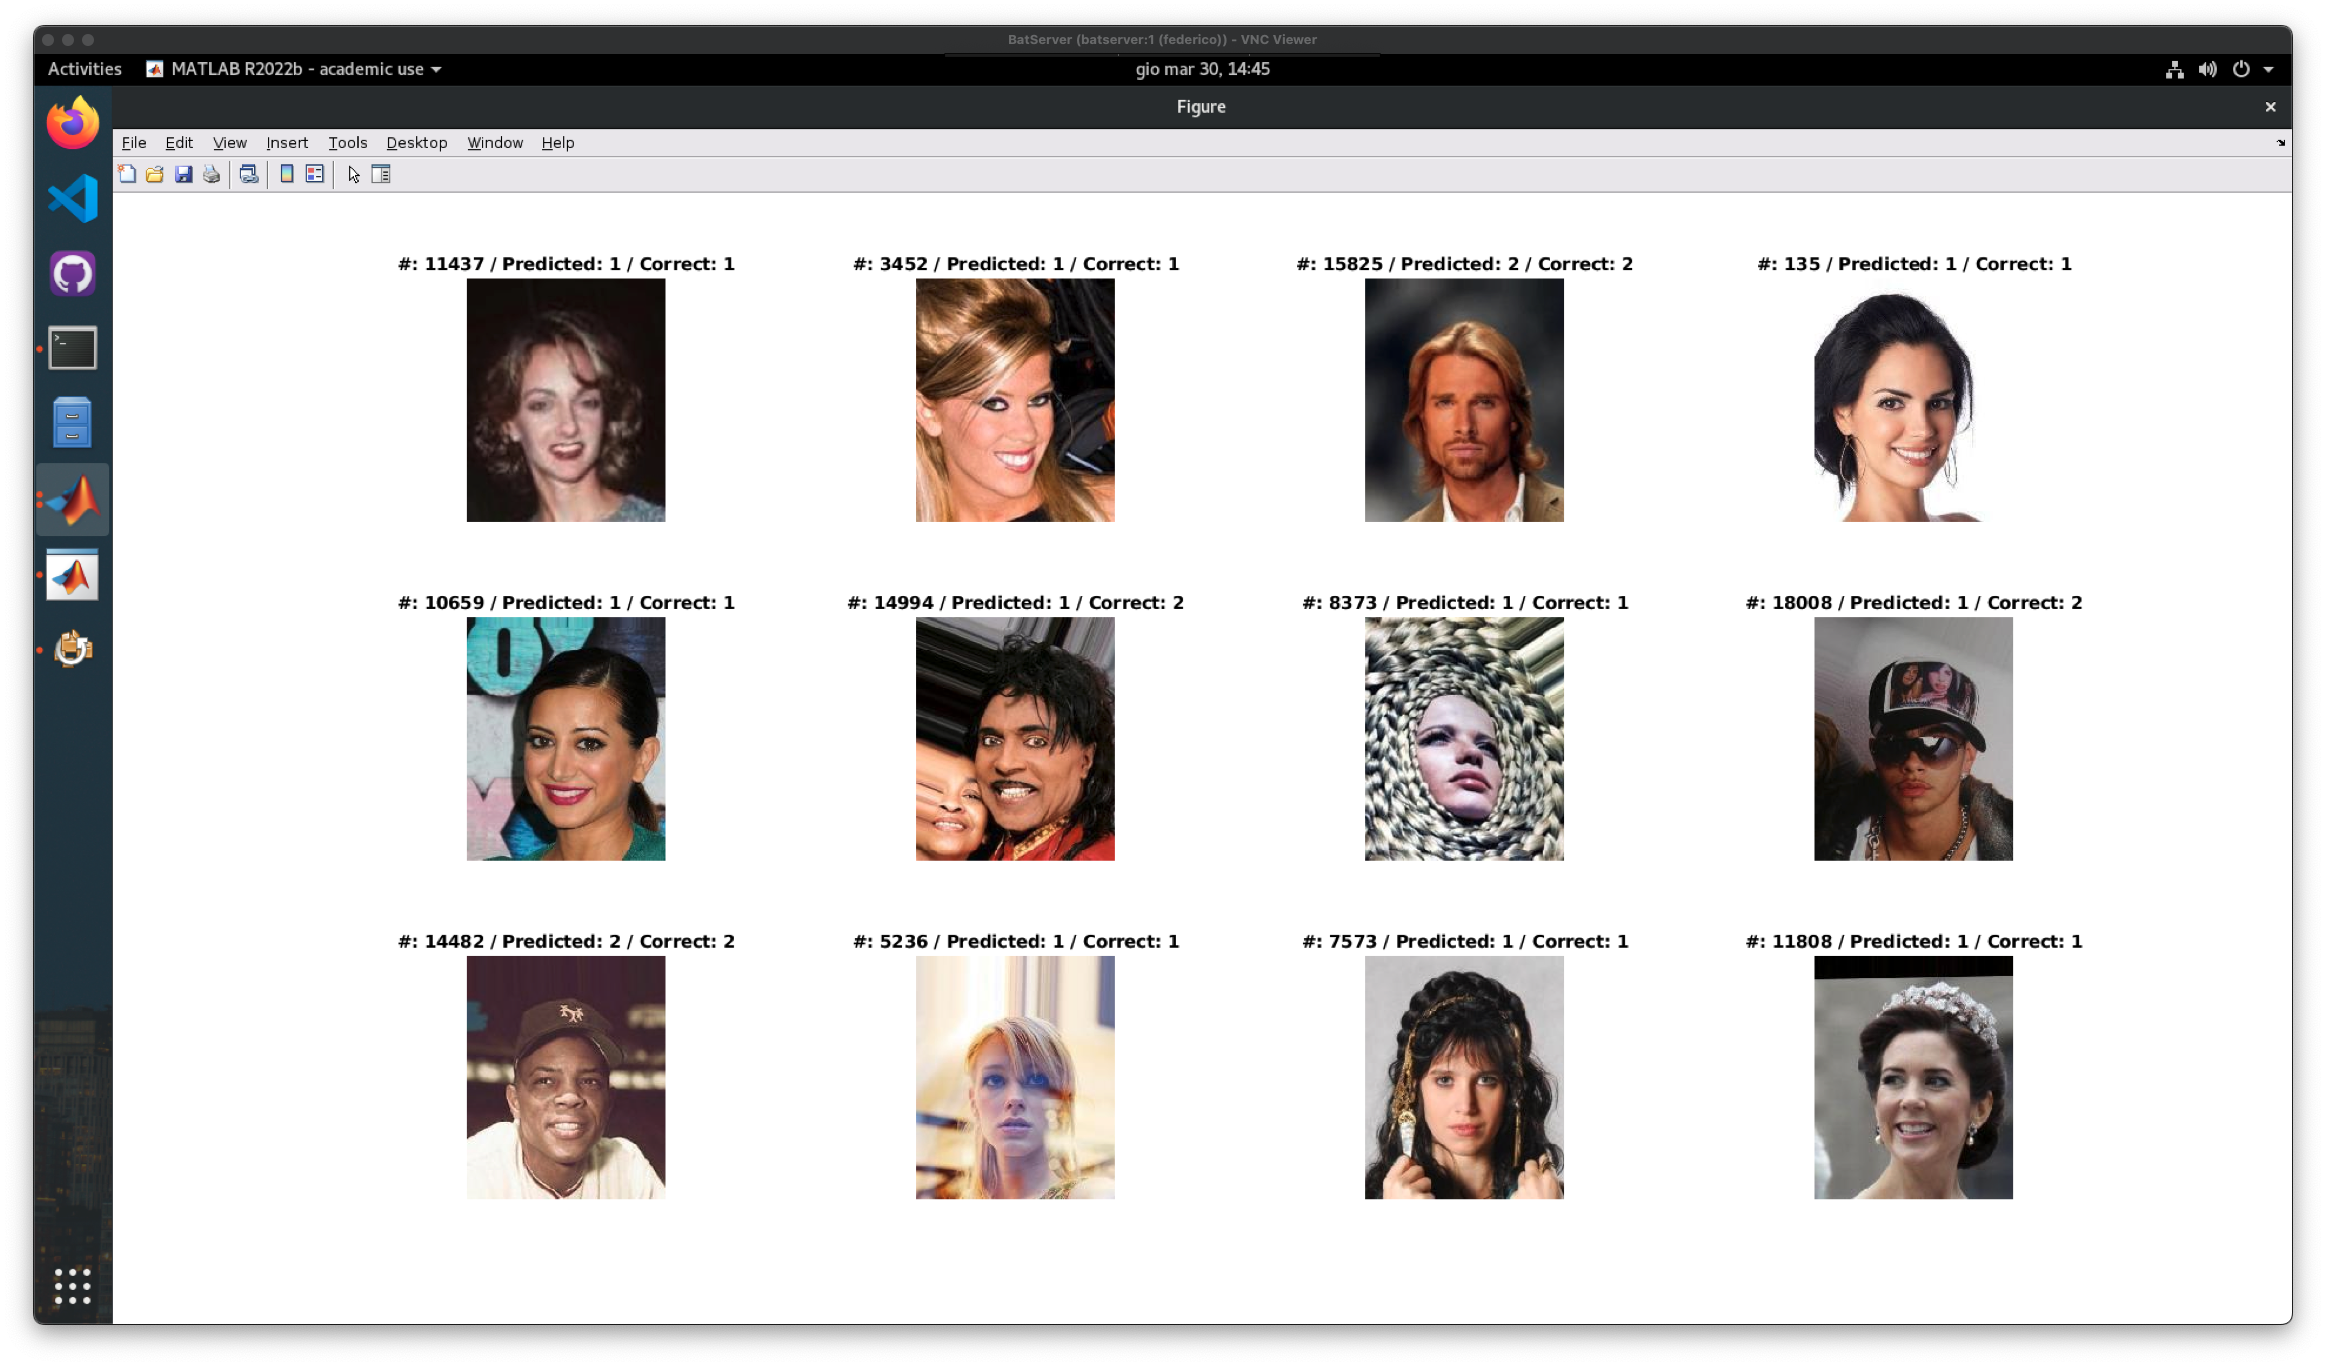 BatServer (batserver:1 (federico)) - VNC Viewer
Activities MATLAB R2022b - academic use gio mar 30, 14:45
Figure
File Edit View Insert Tools Desktop Window Help
#: 11437 / Predicted: 1 / Correct: 1
#: 3452 / Predicted: 1 / Correct: 1
#: 15825 / Predicted: 2 / Correct: 2
#: 135 / Predicted: 1 / Correct: 1
#: 10659 / Predicted: 1 / Correct: 1
#: 14994 / Predicted: 1 / Correct: 2
#: 8373 / Predicted: 1 / Correct: 1
#: 18008 / Predicted: 1 / Correct: 2
#: 14482 / Predicted: 2 / Correct: 2
#: 5236 / Predicted: 1 / Correct: 1
#: 7573 / Predicted: 1 / Correct: 1
#: 11808 / Predicted: 1 / Correct: 1